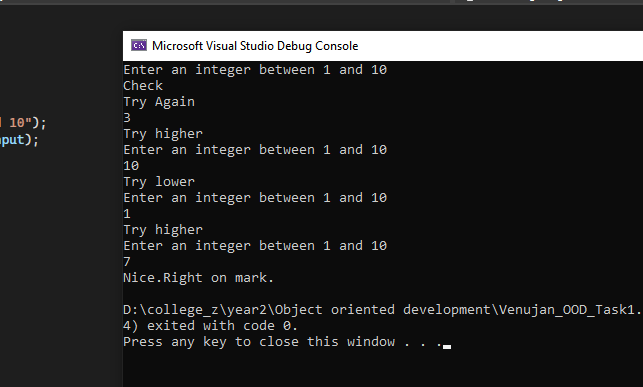 Microsoft Visual Studio Debug Console
Enter an integer between 1 and 10
Check
Try Again
10");
3
put);
Try higher
Enter an integer between 1 and 10
10
Try lower
Enter an integer between 1 and 10
1
Try higher
Enter an integer between 1 and 10
7
Nice.Right on mark.
D:\college_z\year2\Object oriented development\Venujan_OOD_Task1.
4) exited with code 0.
Press any key to close this window . . .